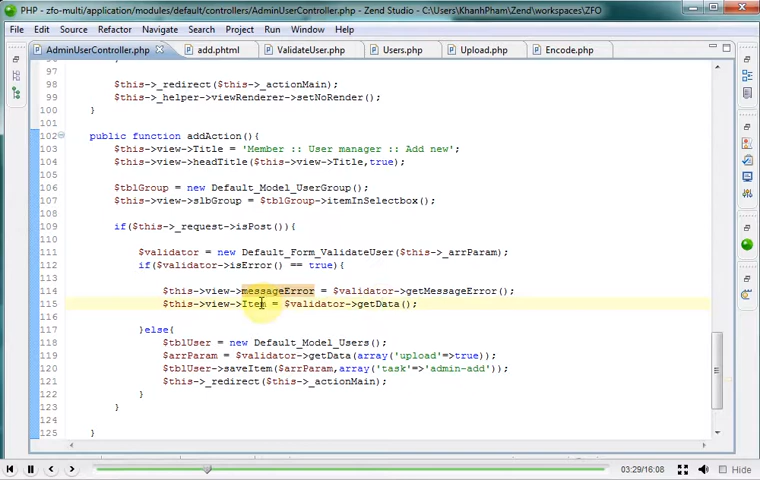 PHP - zfo-multi/application/modules/default/controllers/AdminUserController.php - Zend Studio - C:\Users\KhanhPham\Zend\workspaces\ZFO
File Edit Source Refactor Navigate Search Project Run Window Help
AdminUserController.php add.phtml ValidateUser.php Users.php Upload.php Encode.php
97
98 $this->_redirect($this->_actionMain);
99 $this->_helper->viewRenderer->setNoRender();
100 }
101
102 public function addAction(){
103 $this->view->Title = 'Member :: User manager :: Add new';
104 $this->view->headTitle($this->view->Title,true);
105
106 $tblGroup = new Default_Model_UserGroup();
107 $this->view->slbGroup = $tblGroup->itemInSelectbox();
108
109 if($this->_request->isPost()){
110
111 $validator = new Default_Form_ValidateUser($this->_arrParam);
112 if($validator->isError() == true){
113
114 $this->view->messageError = $validator->getMessageError();
115 $this->view->Item = $validator->getData();
116
117 }else{
118 $tblUser = new Default_Model_Users();
119 $arrParam = $validator->getData(array('upload'=>true));
120 $tblUser->saveItem($arrParam,array('task'=>'admin-add'));
121 $this->_redirect($this->_actionMain);
122 }
123 }
124
125 }
03:29/16:08 Hide